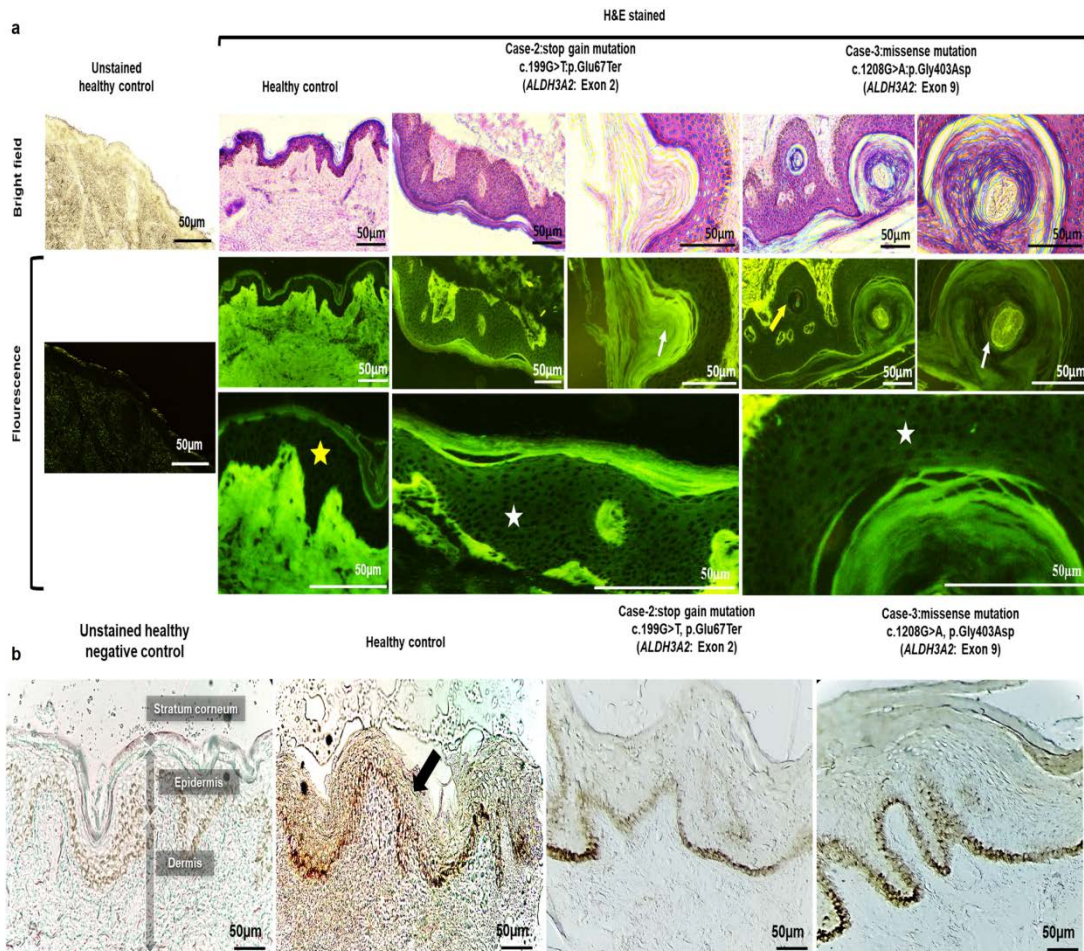 H&E stained
a
Unstained
healthy control
Healthy control
Case-2:stop gain mutation
c.199G>T:p.Glu67Ter
(ALDH3A2: Exon 2)
Case-3:missense mutation
c.1208G>A:p.Gly403Asp
(ALDH3A2: Exon 9)
Bright field
50µm
50µm
50µm
50µm
50µm
50µm
Flourescence
50µm
50µm
50µm
50µm
50µm
50µm
50µm
50µm
50µm
b
Unstained healthy
negative control
Healthy control
Case-2:stop gain mutation
c.199G>T, p.Glu67Ter
(ALDH3A2: Exon 2)
Case-3:missense mutation
c.1208G>A, p.Gly403Asp
(ALDH3A2: Exon 9)
Stratum corneum
Epidermis
Dermis
50µm
50µm
50µm
50µm